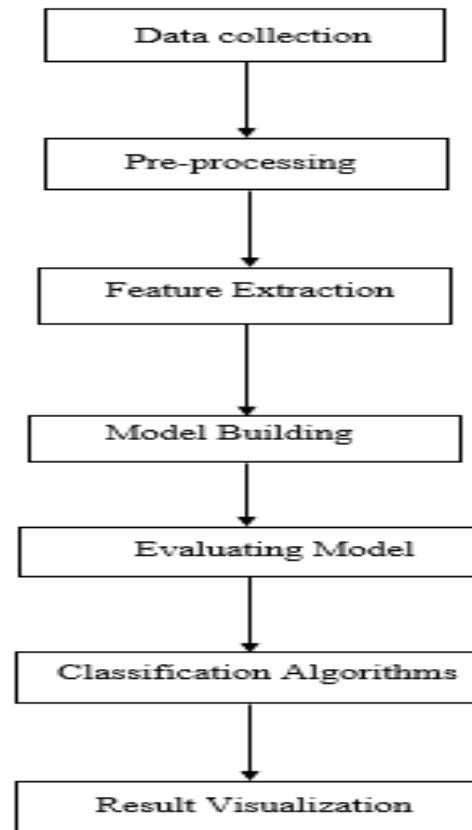 Data collection
Pre-processing
Feature Extraction
Model Building
Evaluating Model
Classification Algorithms
Result Visualization